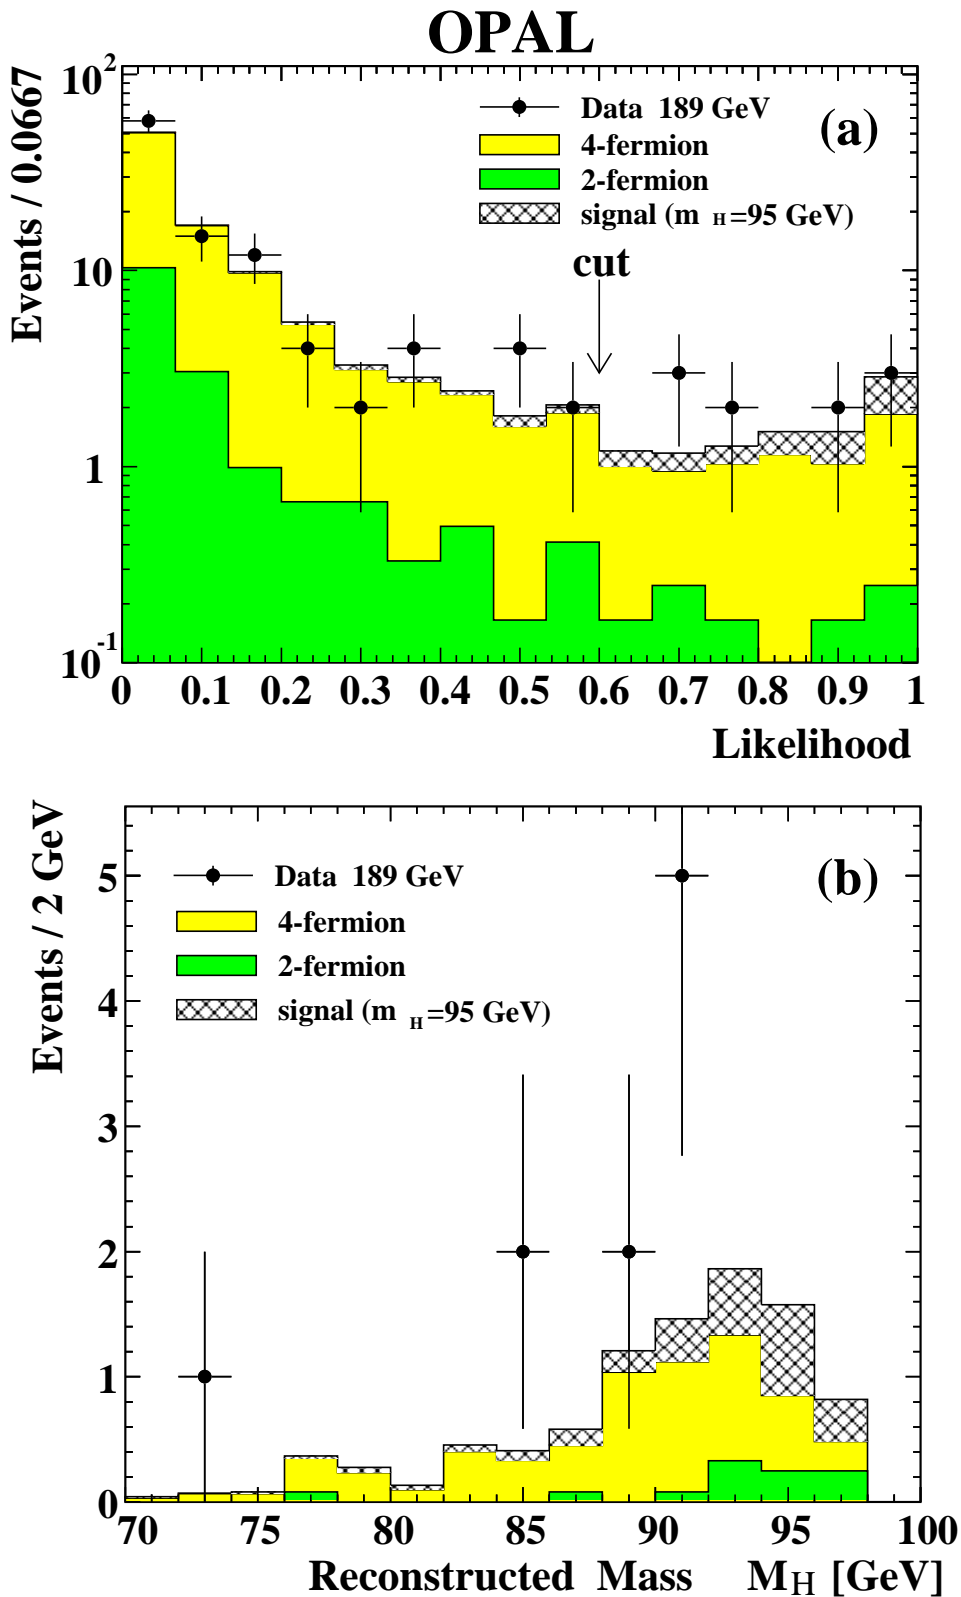 OPAL
Events / 0.0667
10²
10
1
10⁻¹
Data 189 GeV
4-fermion
2-fermion
signal (m H=95 GeV)
(a)
cut
0 0.1 0.2 0.3 0.4 0.5 0.6 0.7 0.8 0.9 1
Likelihood
Events / 2 GeV
5
4
3
2
1
0
Data 189 GeV
4-fermion
2-fermion
signal (m H=95 GeV)
(b)
70 75 80 85 90 95 100
Reconstructed Mass MH [GeV]